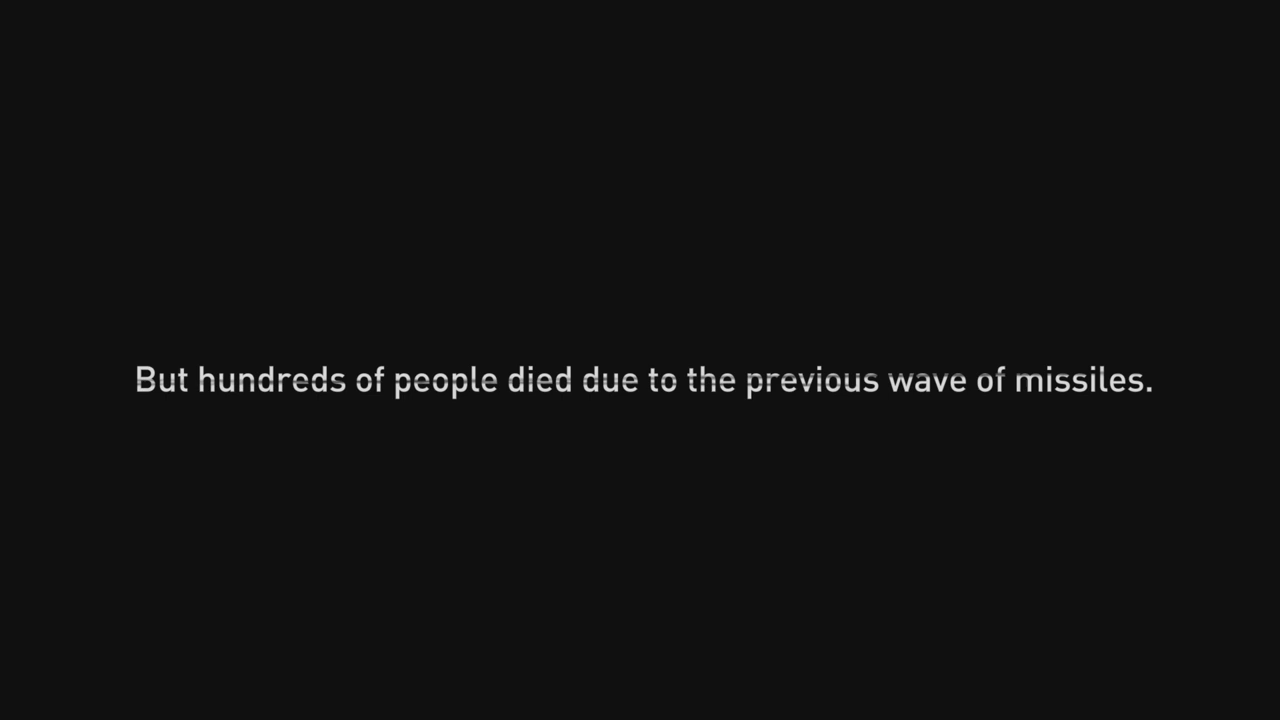 But hundreds of people died due to the previous wave of missiles.